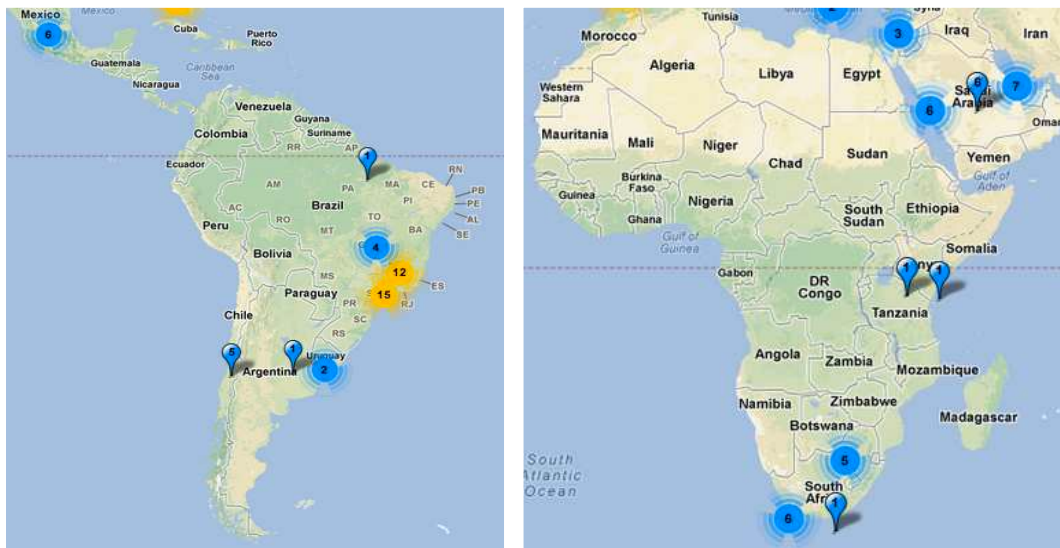 Mexico
Mexico
6
Cuba
Puerto
Rico
Guatemala
Caribbean
Sea
Nicaragua
Venezuela
Guyana
Suriname
Colombia
RR
AP
Ecuador
1
RN
AM
PA
MA
CE
PB
PI
PE
AC
Brazil
TO
AL
RO
Peru
MT
BA
SE
4
Bolivia
12
MS
ES
Paraguay
15
RJ
PR
Chile
SC
RS
5
1
Uruguay
Argentina
2
Tunisia
2
Syria
Morocco
3
Iraq
Iran
Algeria
Libya
Egypt
Western
Sahara
6
Saudi
Arabia
7
6
Oman
Mauritania
Mali
Niger
Chad
Sudan
Yemen
Gulf of
Aden
Burkina
Faso
Guinea
Nigeria
Ghana
South
Sudan
Ethiopia
Gulf of
Guinea
Somalia
Gabon
1
1
DR
Congo
Tanzania
Angola
Zambia
Mozambique
Namibia
Zimbabwe
Madagascar
Botswana
South
Atlantic
Ocean
5
South
1
6